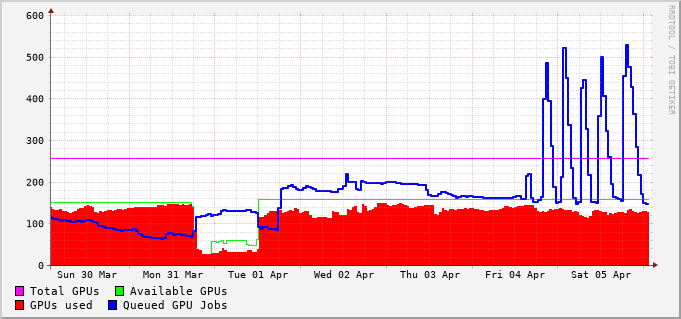 600
500
400
300
200
100
0
Sun 30 Mar Mon 31 Mar Tue 01 Apr Wed 02 Apr Thu 03 Apr Fri 04 Apr Sat 05 Apr
Total GPUs Available GPUs
GPUs used Queued GPU Jobs
RRDTOOL / TOBI OETIKER